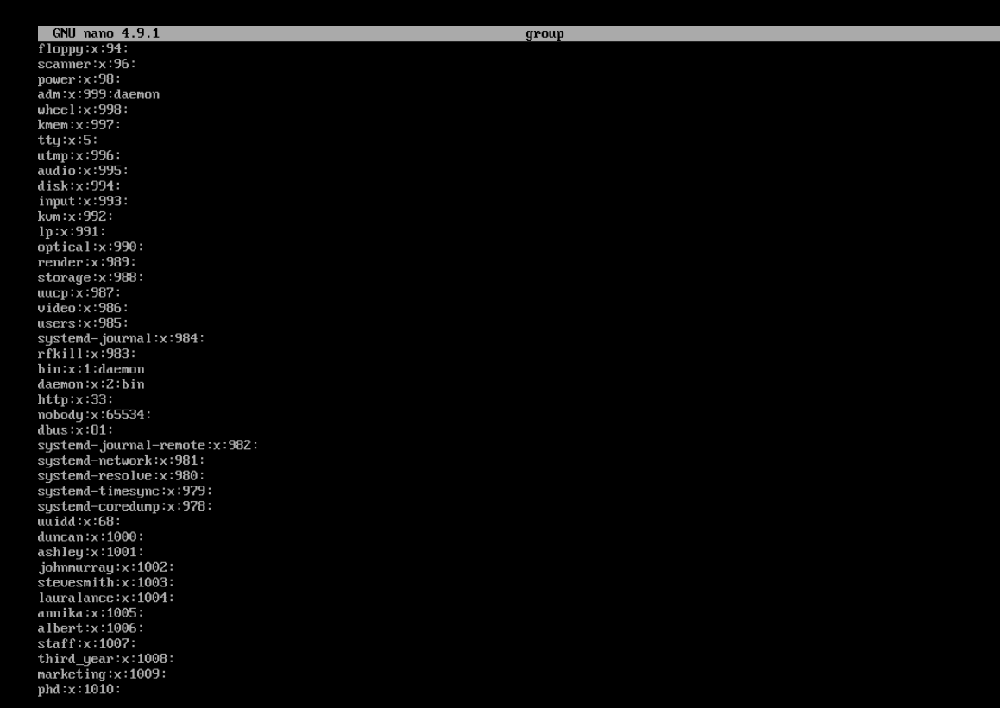 GNU nano 4.9.1 group
floppy:x:94:
scanner:x:96:
power:x:98:
adm:x:999:daemon
wheel:x:998:
kmem:x:997:
tty:x:5:
utmp:x:996:
audio:x:995:
disk:x:994:
input:x:993:
kvm:x:992:
lp:x:991:
optical:x:990:
render:x:989:
storage:x:988:
uucp:x:987:
video:x:986:
users:x:985:
systemd-journal:x:984:
rfkill:x:983:
bin:x:1:daemon
daemon:x:2:bin
http:x:33:
nobody:x:65534:
dbus:x:81:
systemd-journal-remote:x:982:
systemd-network:x:981:
systemd-resolve:x:980:
systemd-timesync:x:979:
systemd-coredump:x:978:
uuidd:x:68:
duncan:x:1000:
ashley:x:1001:
johnmurray:x:1002:
stevesmith:x:1003:
lauralance:x:1004:
annika:x:1005:
albert:x:1006:
staff:x:1007:
third_year:x:1008:
marketing:x:1009:
phd:x:1010: